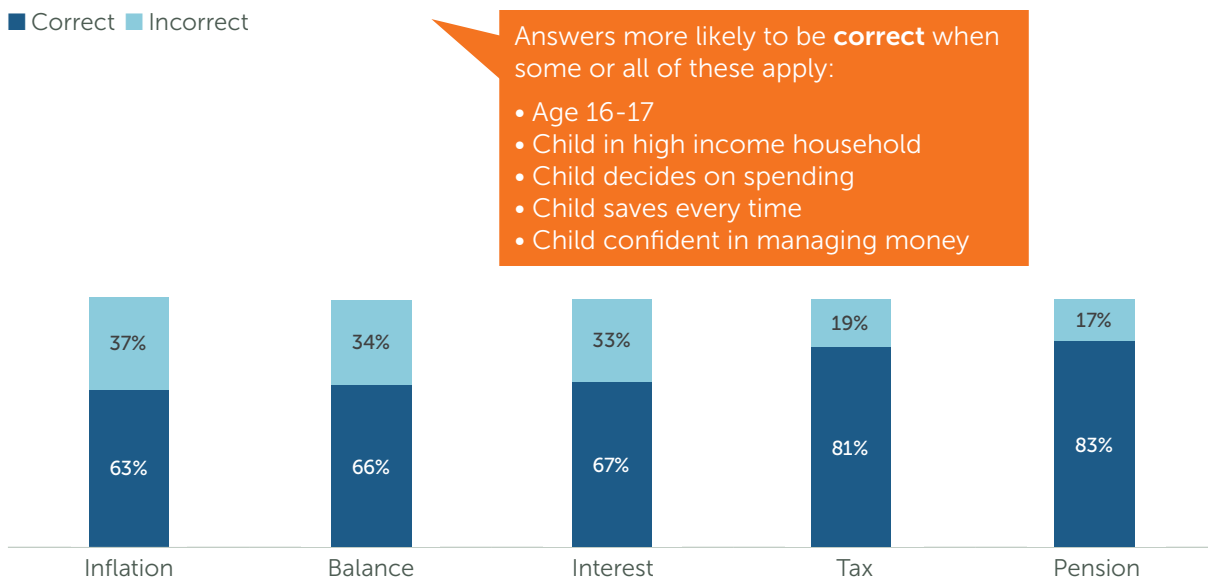 Correct Incorrect
Answers more likely to be correct when
some or all of these apply:
• Age 16-17
• Child in high income household
• Child decides on spending
• Child saves every time
• Child confident in managing money
37% 34% 33% 19% 17%
63% 66% 67% 81% 83%
Inflation Balance Interest Tax Pension